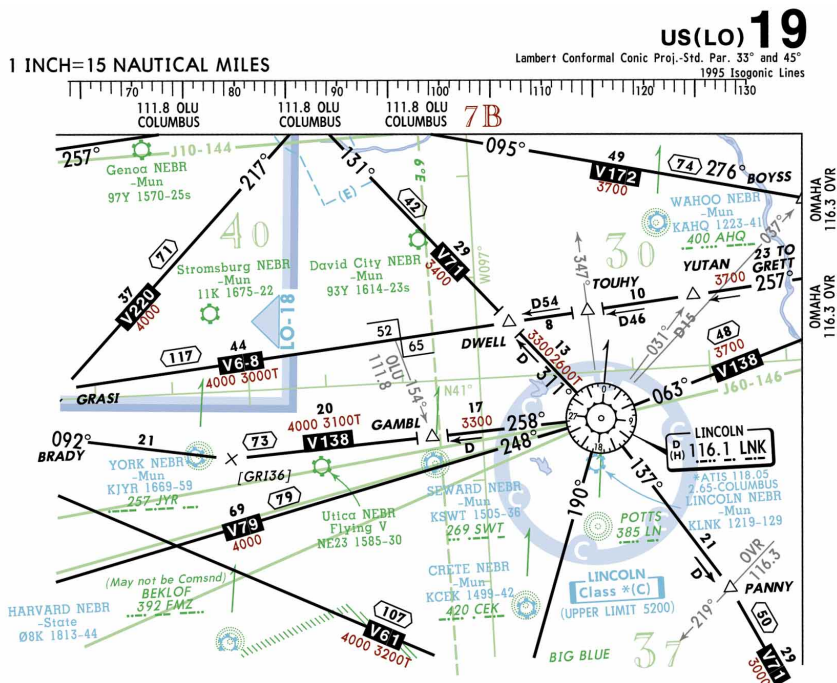 US(LO) 19
Lambert Conformal Conic Proj.-Std. Par. 33° and 45°
1995 Isogonic Lines
1 INCH=15 NAUTICAL MILES
70
80
90
100
110
120
130
111.8 OLU
COLUMBUS
111.8 OLU
COLUMBUS
111.8 OLU
COLUMBUS
7B
257°
J10-144
Genoa NEBR
-Mun
97Y 1570-25s
217°
131°
(E)
095°
49
V172
3700
74
276°
BOYSS
WAHOO NEBR
-Mun
KAHQ 1223-41
400 AHQ
OMAHA
116.3 OVR
40
30
42
29
V71
3400
W097°
71
37
V220
4000
Stromsburg NEBR
-Mun
11K 1675-22
David City NEBR
-Mun
93Y 1614-23s
LO-18
347°
037°
TOUHY
YUTAN
23 TO
GRETT
3700
257°
OMAHA
116.3 OVR
D54
8
10
D46
031°
D15
DWELL
44
117
V6-8
4000 3000T
52
65
OLU
111.8
154°
13
3300 2600T
D
311°
48
3700
V138
063°
J60-146
GRASI
N41°
092°
BRADY
21
73
20
4000 3100T
V138
GAMBL
17
3300
D
258°
248°
LINCOLN
D
(H)
116.1 LNK
[GRI36]
YORK NEBR
-Mun
KJYR 1669-59
257 JYR
79
69
V79
4000
Utica NEBR
Flying V
NE23 1585-30
SEWARD NEBR
-Mun
KSWT 1505-36
269 SWT
190°
137°
*ATIS 118.05
2.65-COLUMBUS
LINCOLN NEBR
-Mun
KLNK 1219-129
POTTS
385 LN
21
D
OVR
116.3
PANNY
219°
50
V71
29
3000
(May not be Comsnd)
BEKLOF
392 FMZ
HARVARD NEBR
-State
Ø8K 1813-44
CRETE NEBR
-Mun
KCEK 1499-42
420 CEK
LINCOLN
Class *(C)
(UPPER LIMIT 5200)
107
V61
4000 3200T
BIG BLUE
37